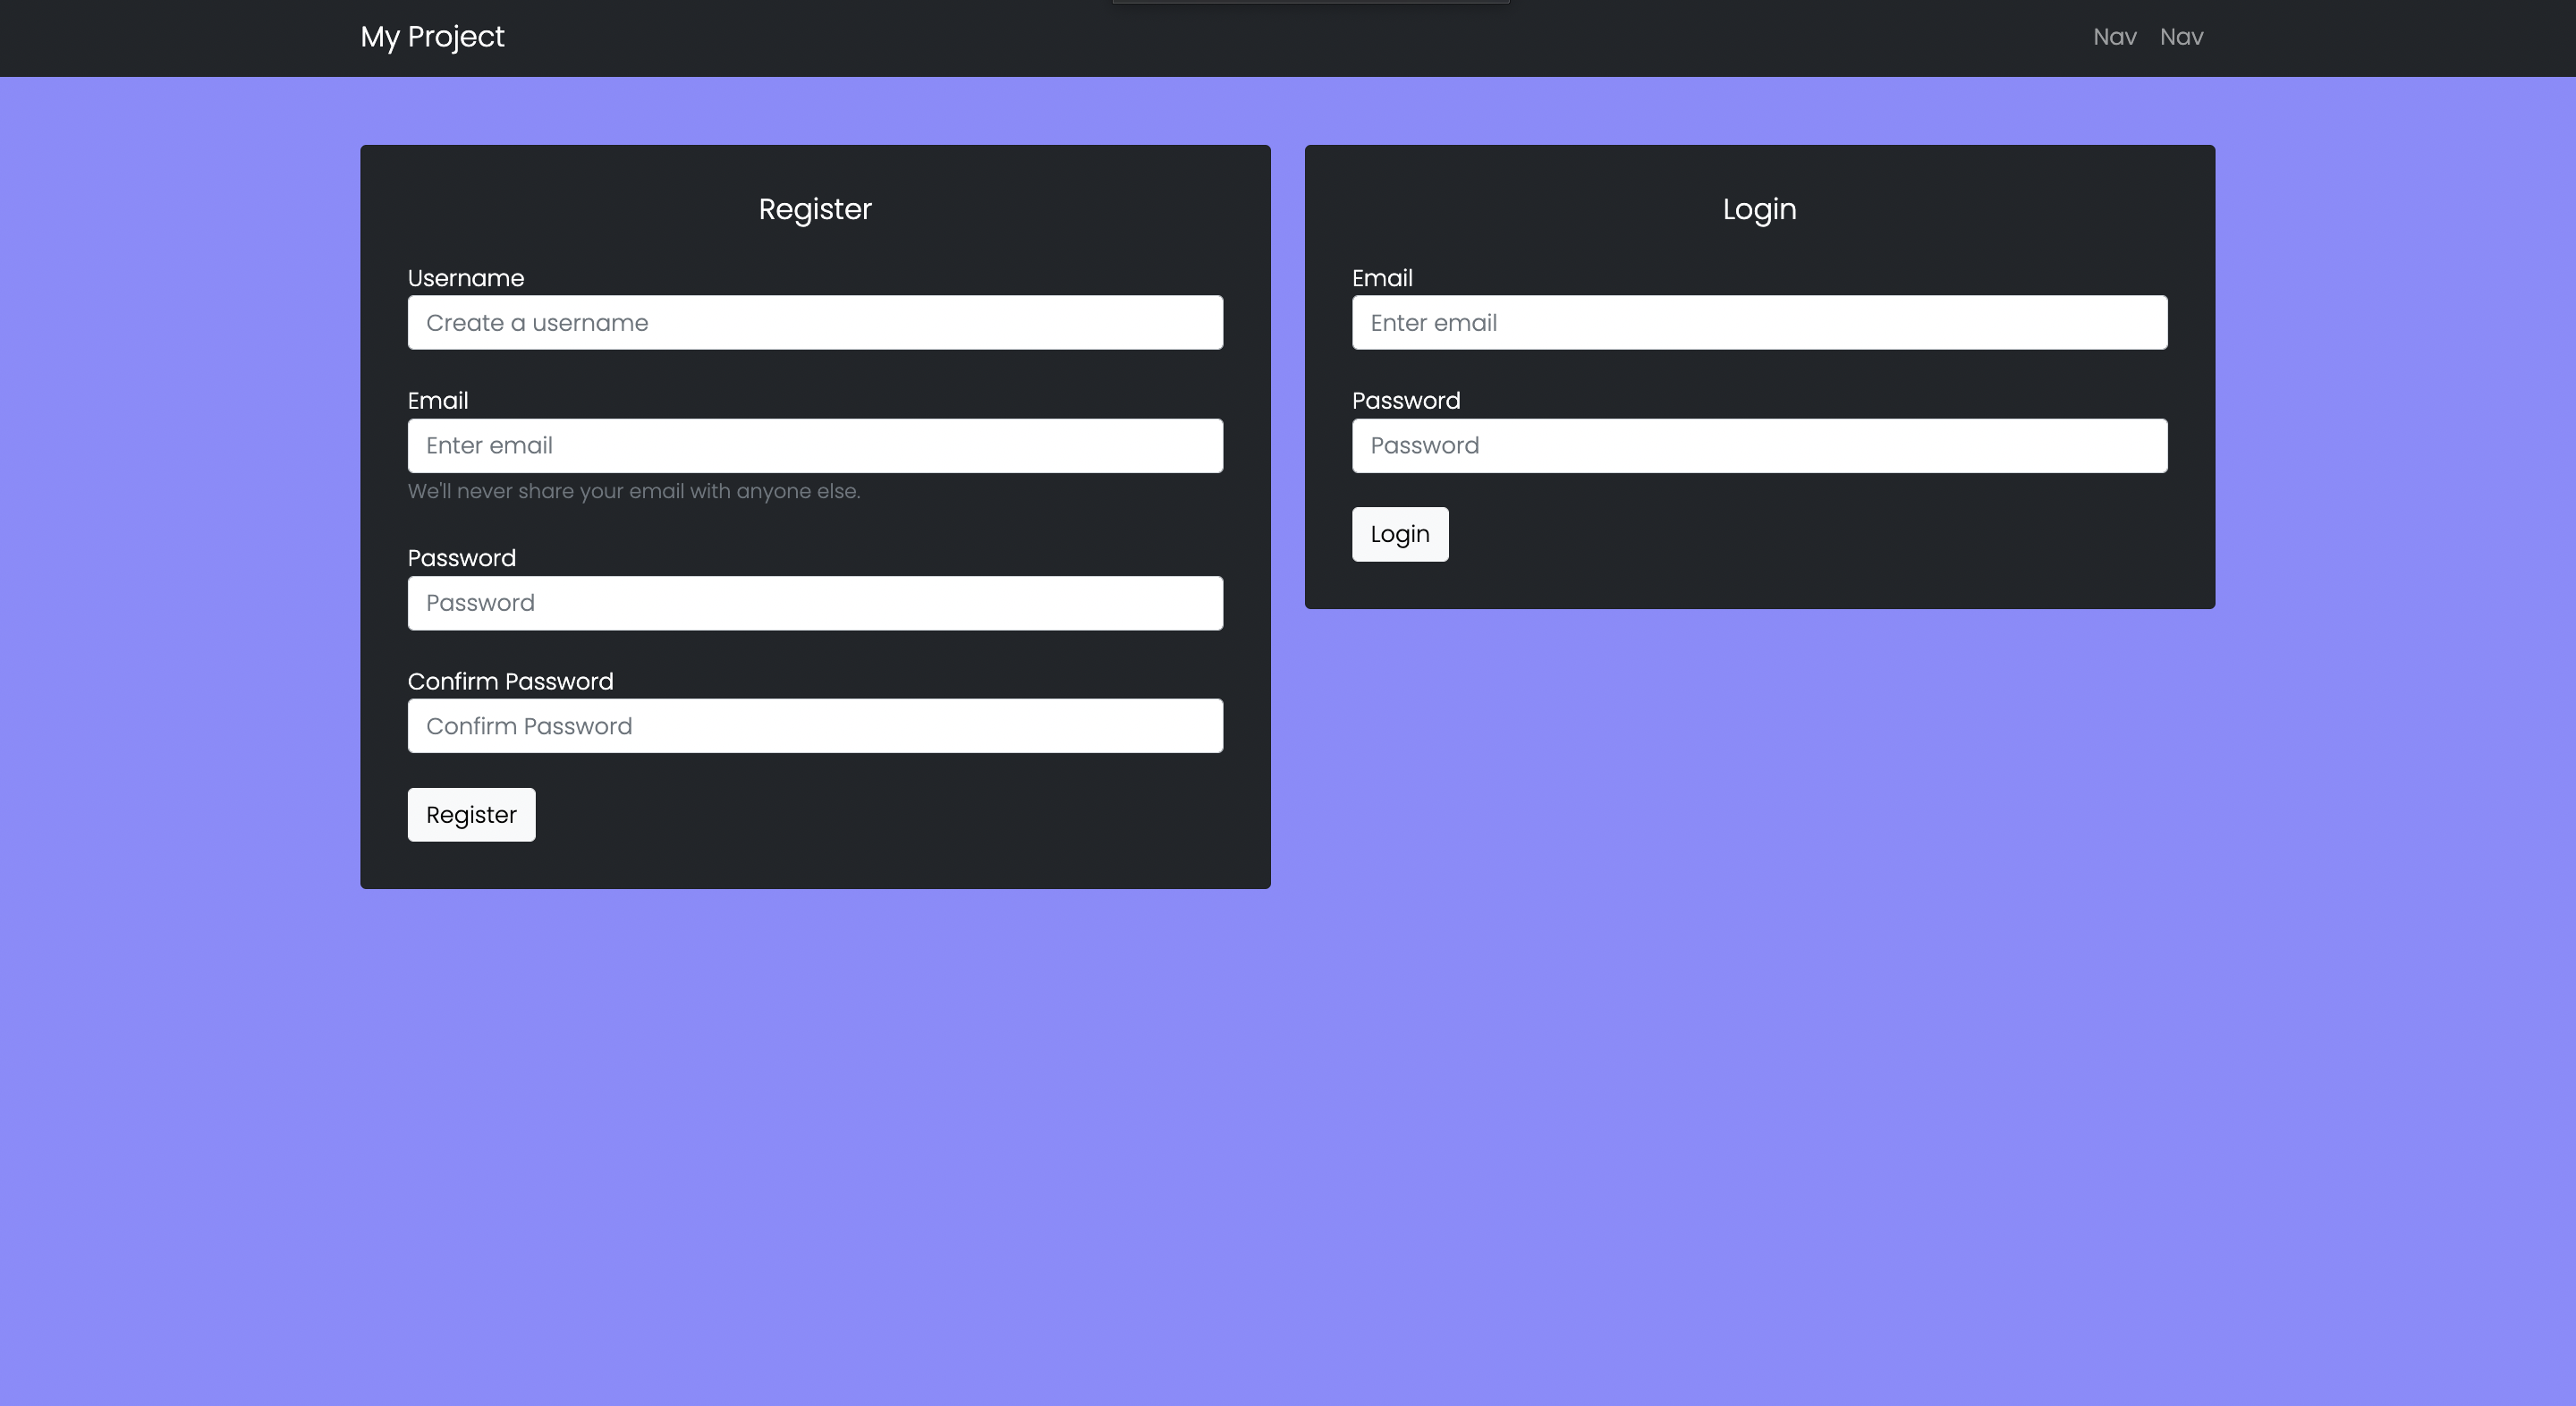 My Project
Nav Nav
Register
Username
Create a username
Email
Enter email
We'll never share your email with anyone else.
Password
Password
Confirm Password
Confirm Password
Register
Login
Email
Enter email
Password
Password
Login